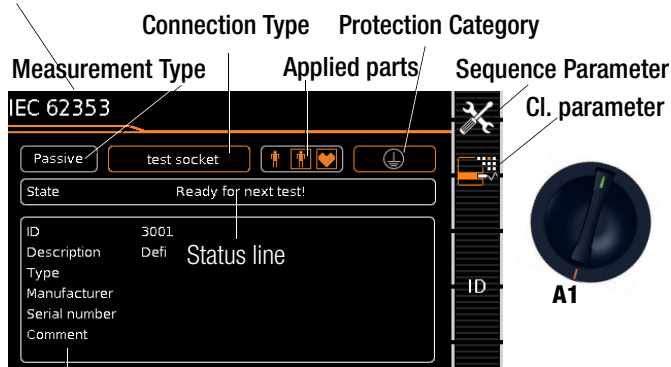 Connection Type Protection Category
Measurement Type Applied parts Sequence Parameter
IEC 62353
Cl. parameter
Passive test socket
State Ready for next test!
ID 3001
Description Defi Status line
Type
Manufacturer
ID
Serial number
A1
Comment